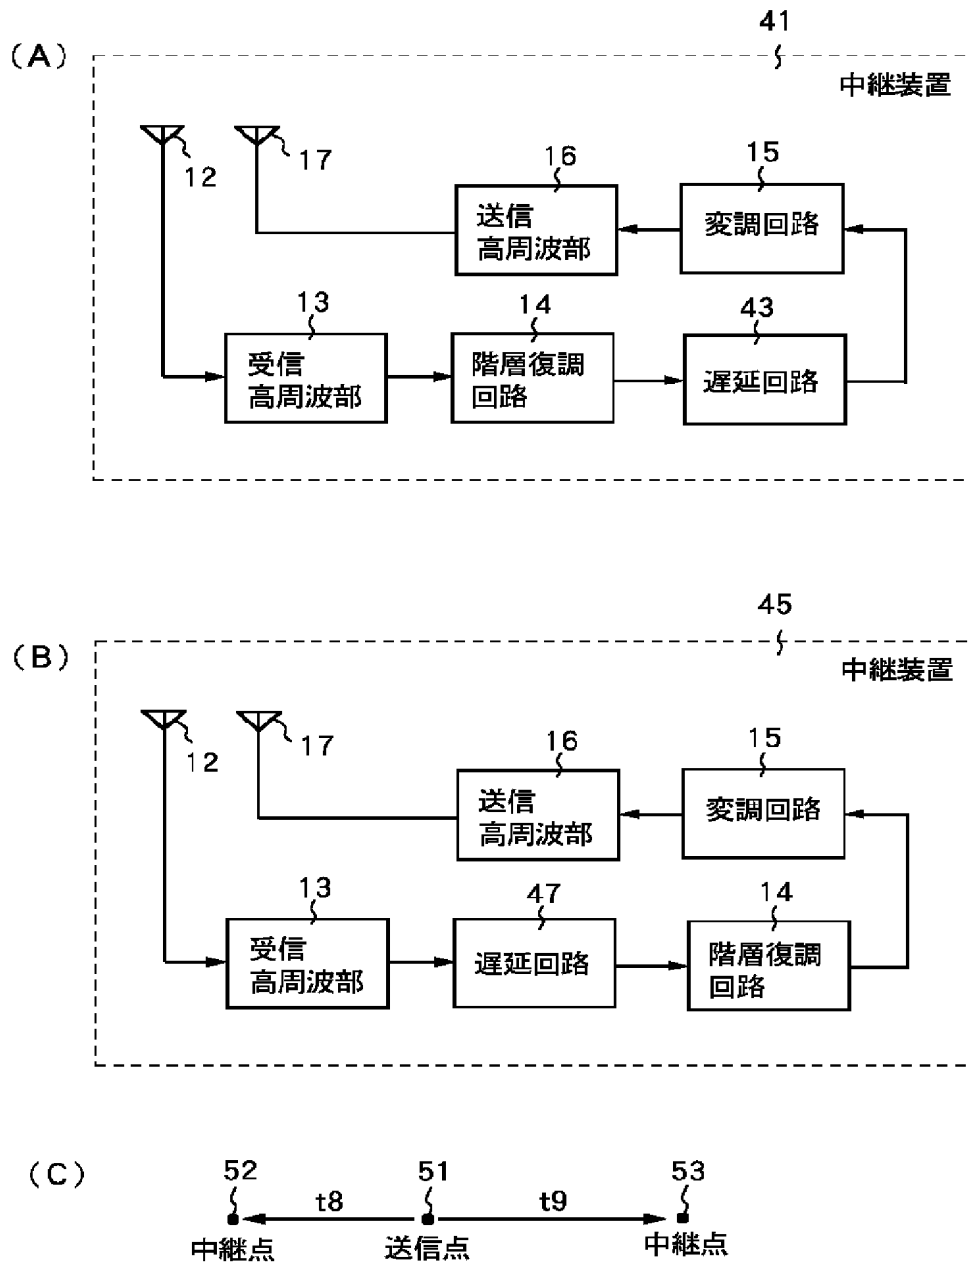 (A)
41
中継装置
12
17
16
送信
高周波部
15
変調回路
13
受信
高周波部
14
階層復調
回路
43
遅延回路
(B)
45
中継装置
12
17
16
送信
高周波部
15
変調回路
13
受信
高周波部
47
遅延回路
14
階層復調
回路
(C)
52
51
53
t8
t9
中継点
送信点
中継点